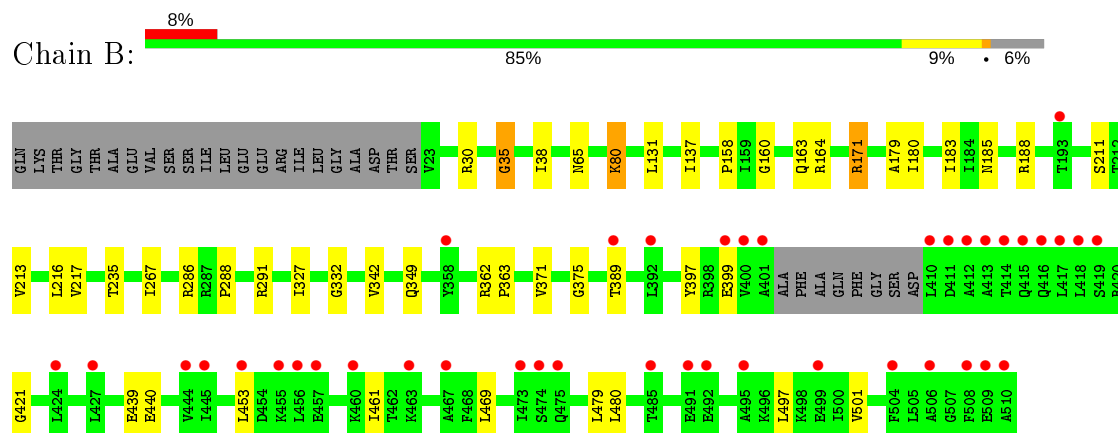 8%
Chain B:
85% 9% • 6%
GLN LYS THR GLY THR ALA GLU VAL SER SER ILE LEU GLU GLU ARG ILE LEU GLY ALA ASP THR SER V23 R30 G35 I38 N65 K80 L131 I137 P158 I159 G160 Q163 R164 R171 A179 I180 I183 I184 N185 R188 T193 S211 T212
V213 L216 V217 T235 I267 R286 R287 P288 R291 I327 G332 V342 Q349 Y358 R362 P363 V371 G375 T389 L392 Y397 R398 E399 V400 A401 ALA PHE ALA GLN PHE GLY SER ASP L410 D411 A412 A413 T414 Q415 Q416 L417 L418 S419 R420
G421 L424 L427 E439 E440 V444 I445 L453 D454 K455 L456 E457 K460 I461 T462 K463 A467 F468 L469 I473 S474 Q475 L479 L480 T485 E491 E492 A495 K496 L497 K498 E499 I500 V501 F504 L505 A506 G507 F508 E509 A510